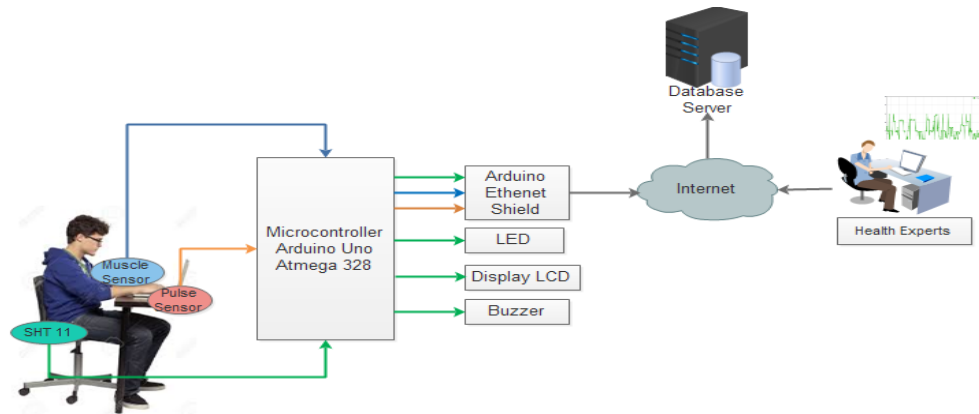 Database
Server
Arduino
Ethenet
Shield
Internet
Microcontroller
Arduino Uno
Atmega 328
Health Experts
LED
Muscle
Sensor
Display LCD
Pulse
Sensor
Buzzer
SHT 11